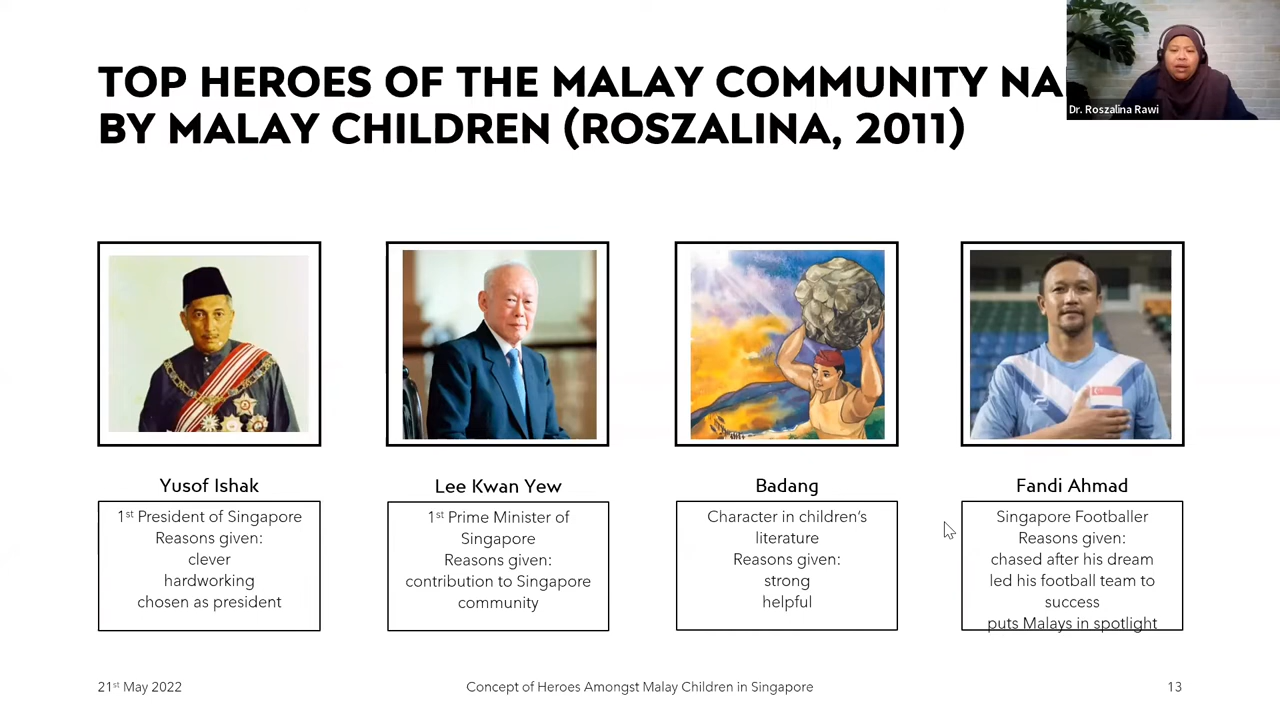 TOP HEROES OF THE MALAY COMMUNITY NA
BY MALAY CHILDREN (ROSZALINA, 2011)
Dr. Roszalina Rawi
Yusof Ishak
1st President of Singapore
Reasons given:
clever
hardworking
chosen as president
Lee Kwan Yew
1st Prime Minister of
Singapore
Reasons given:
contribution to Singapore
community
Badang
Character in children's
literature
Reasons given:
strong
helpful
Fandi Ahmad
Singapore Footballer
Reasons given:
chased after his dream
led his football team to
success
puts Malays in spotlight
21st May 2022
Concept of Heroes Amongst Malay Children in Singapore
13